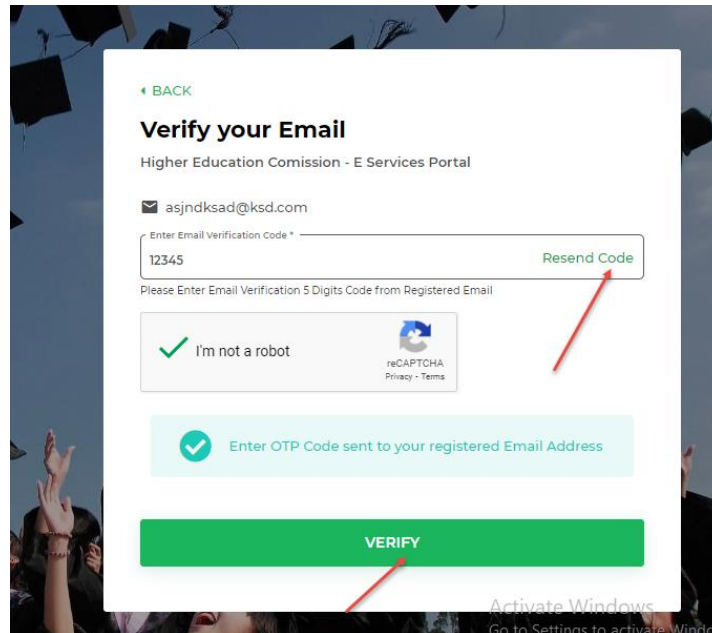 BACK
Verify your Email
Higher Education Comission - E Services Portal
asjndksad@ksd.com
Enter Email Verification Code *
12345 Resend Code
Please Enter Email Verification 5 Digits Code from Registered Email
I'm not a robot
reCAPTCHA
Privacy - Terms
Enter OTP Code sent to your registered Email Address
VERIFY
Activate Windows
Go to Settings to activate Windo